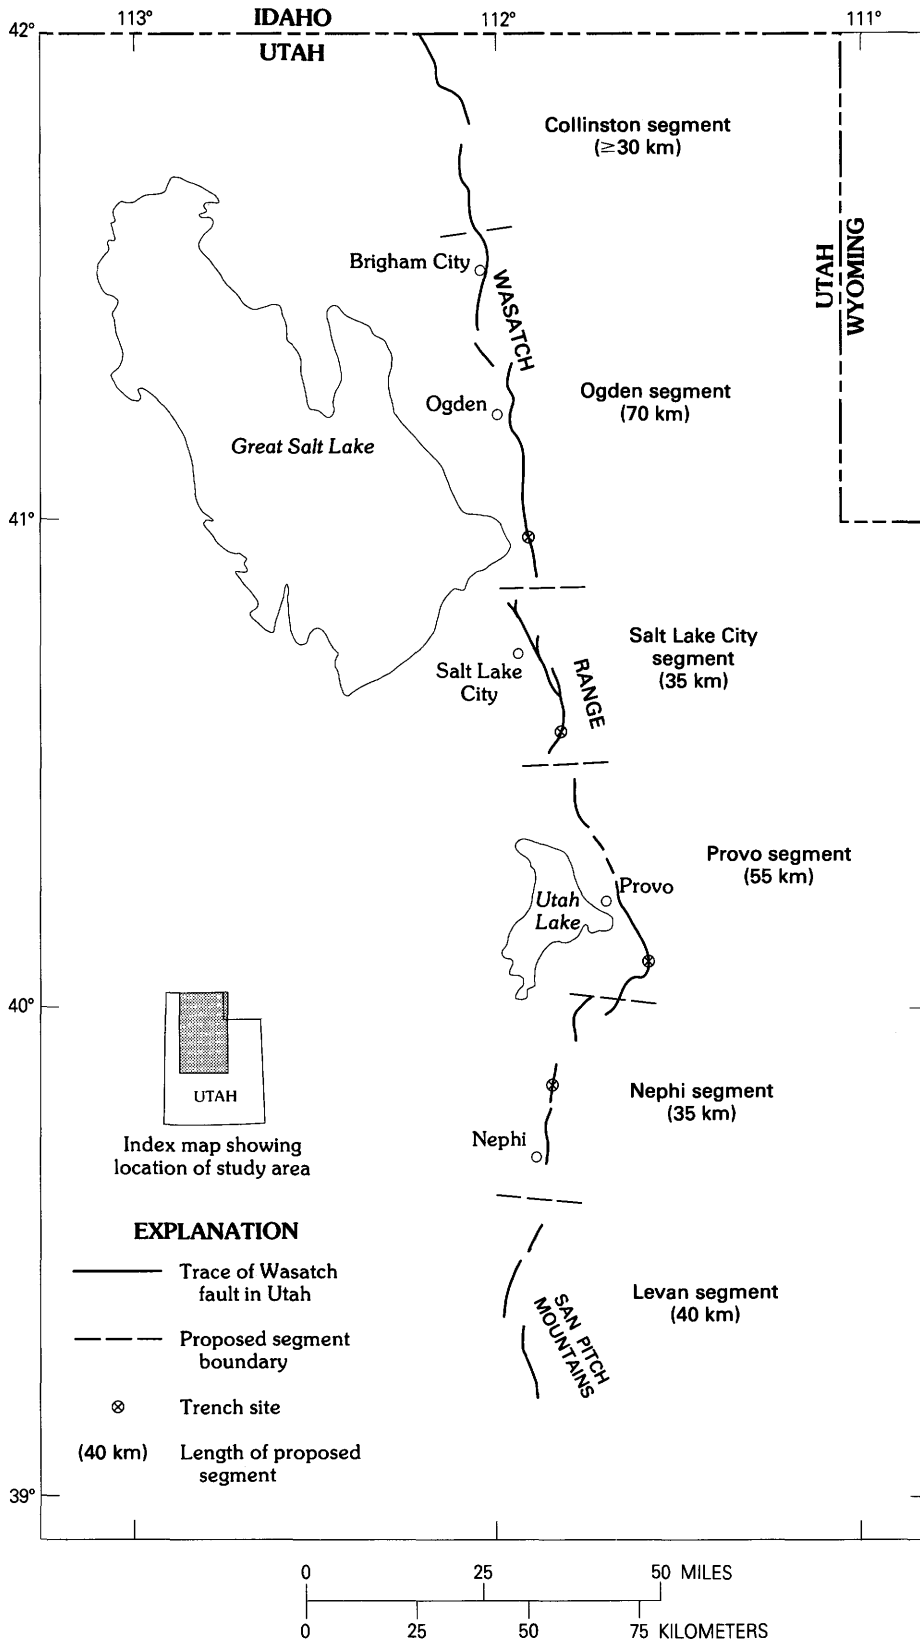 113°
IDAHO
112°
111°
42°
UTAH
Collinston segment
(≥30 km)
UTAH
WYOMING
Brigham City
WASATCH
Ogden segment
(70 km)
Ogden
Great Salt Lake
41°
Salt Lake City
segment
(35 km)
Salt Lake
City
RANGE
Provo segment
(55 km)
Provo
Utah
Lake
40°
UTAH
Index map showing
location of study area
Nephi segment
(35 km)
Nephi
EXPLANATION
Trace of Wasatch
fault in Utah
Proposed segment
boundary
Trench site
(40 km) Length of proposed
segment
Levan segment
(40 km)
SAN PITCH
MOUNTAINS
39°
0 25 50 MILES
0 25 50 75 KILOMETERS